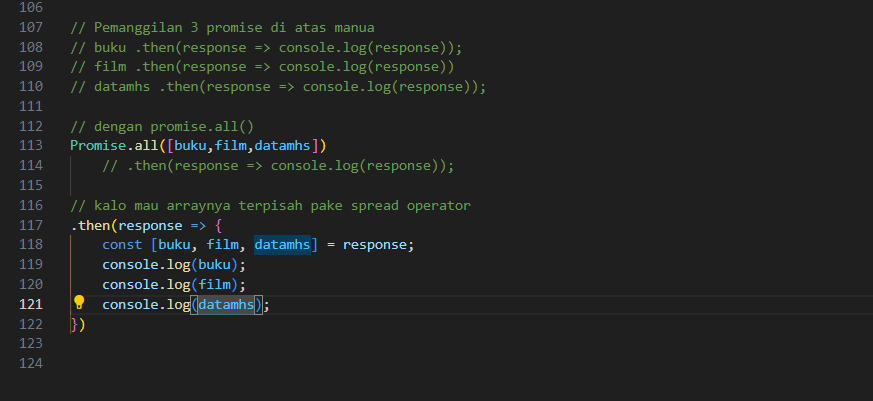 106
107 // Pemanggilan 3 promise di atas manua
108 // buku .then(response => console.log(response));
109 // film .then(response => console.log(response))
110 // datamhs .then(response => console.log(response));
111
112 // dengan promise.all()
113 Promise.all([buku,film,datamhs])
114 // .then(response => console.log(response));
115
116 // kalo mau arraynya terpisah pake spread operator
117 .then(response => {
118 const [buku, film, datamhs] = response;
119 console.log(buku);
120 console.log(film);
121 console.log(datamhs);
122 })
123
124